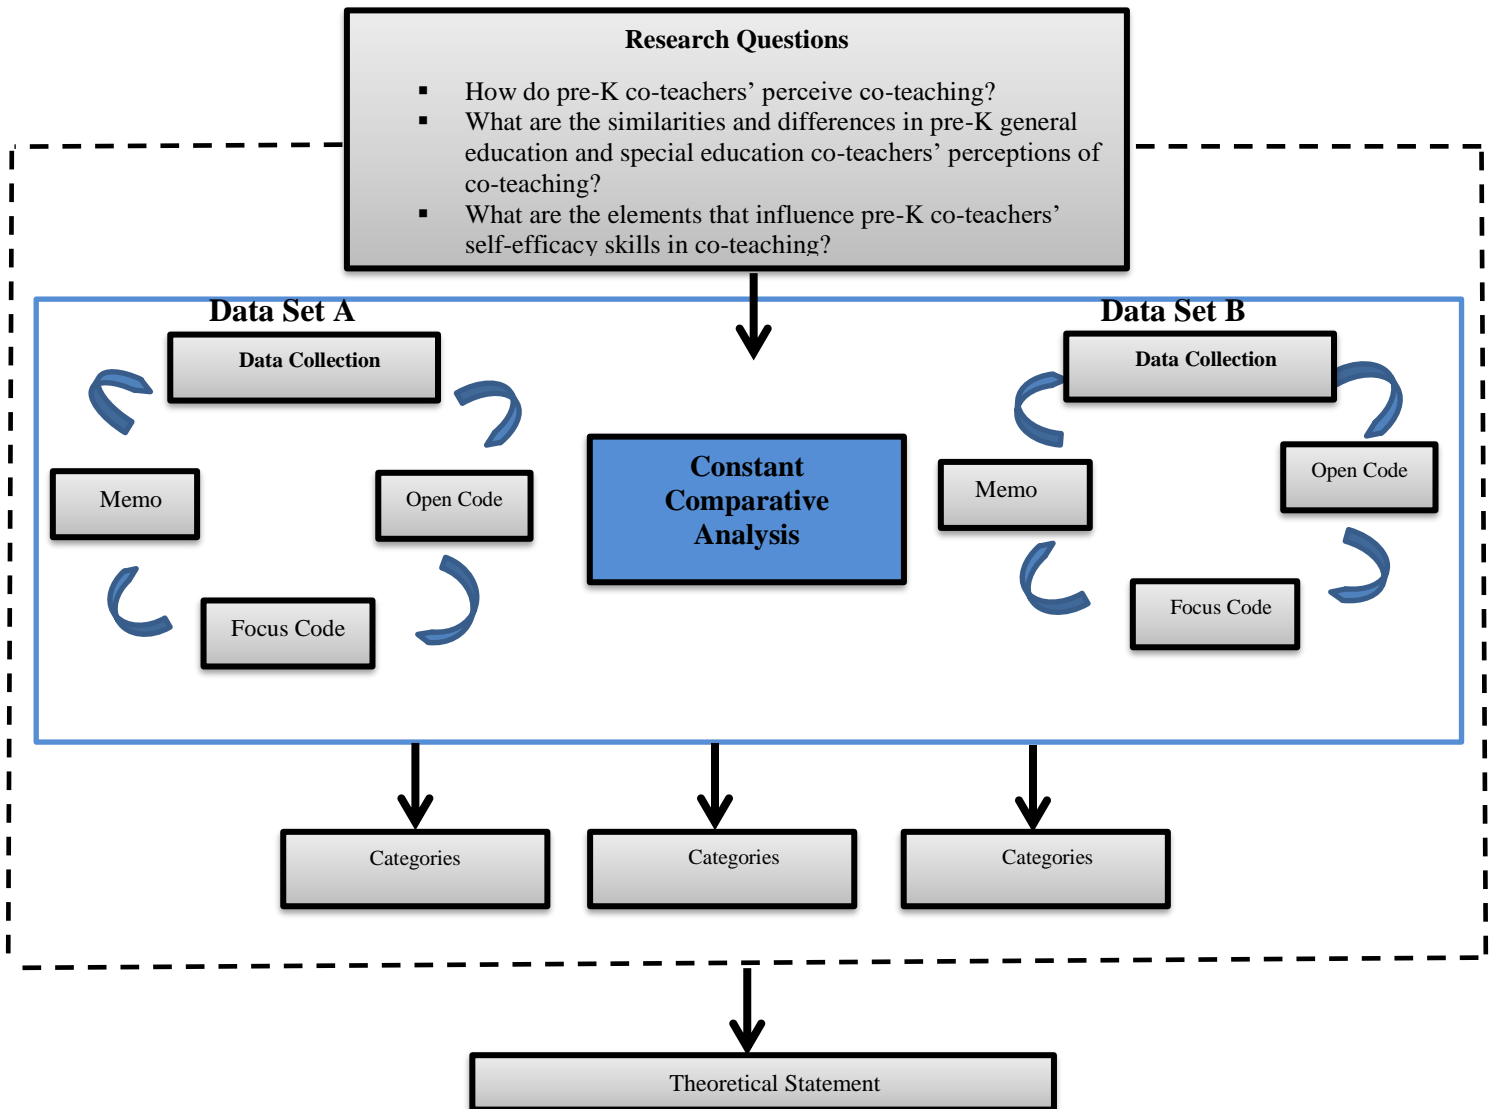 Research Questions
▪ How do pre-K co-teachers’ perceive co-teaching?
▪ What are the similarities and differences in pre-K general
education and special education co-teachers’ perceptions of
co-teaching?
▪ What are the elements that influence pre-K co-teachers’
self-efficacy skills in co-teaching?
Data Set A
Data Collection
Memo
Open Code
Focus Code
Constant
Comparative
Analysis
Data Set B
Data Collection
Memo
Open Code
Focus Code
Categories
Categories
Categories
Theoretical Statement